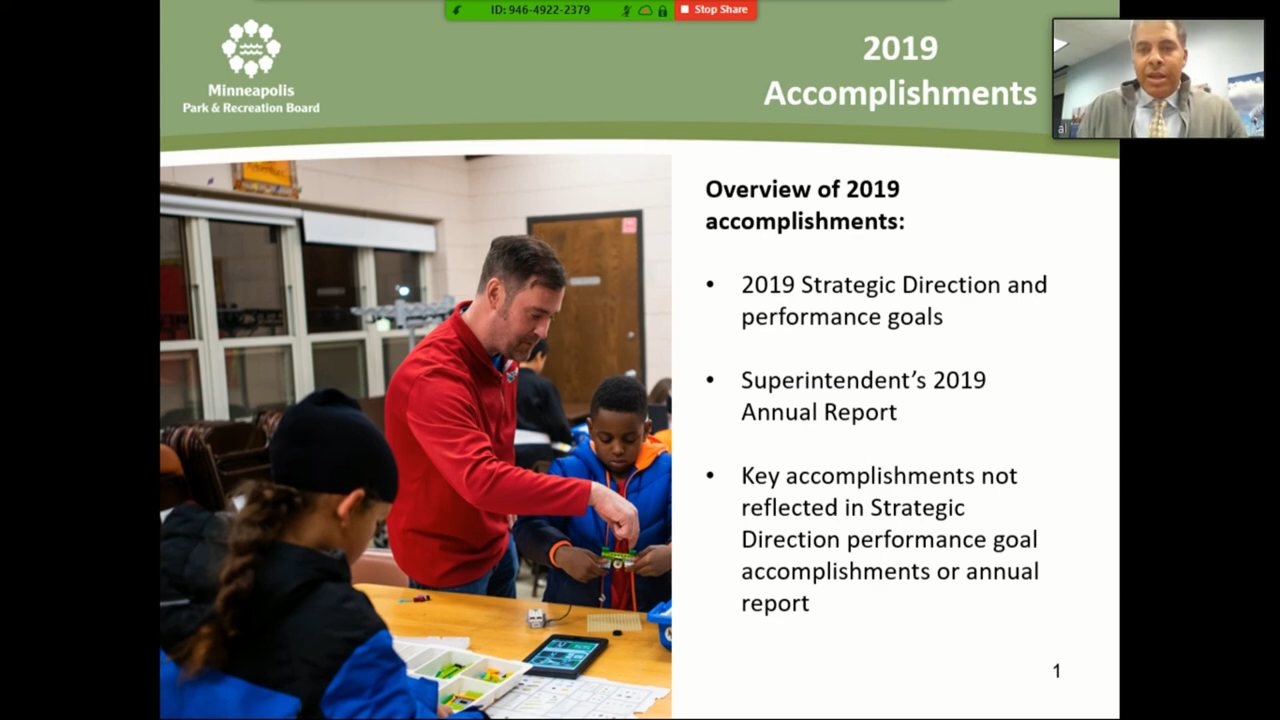 ID: 946-4922-2379
Stop Share
2019
Accomplishments
Minneapolis
Park & Recreation Board
al
Overview of 2019
accomplishments:
• 2019 Strategic Direction and
performance goals
• Superintendent’s 2019
Annual Report
• Key accomplishments not
reflected in Strategic
Direction performance goal
accomplishments or annual
report
1